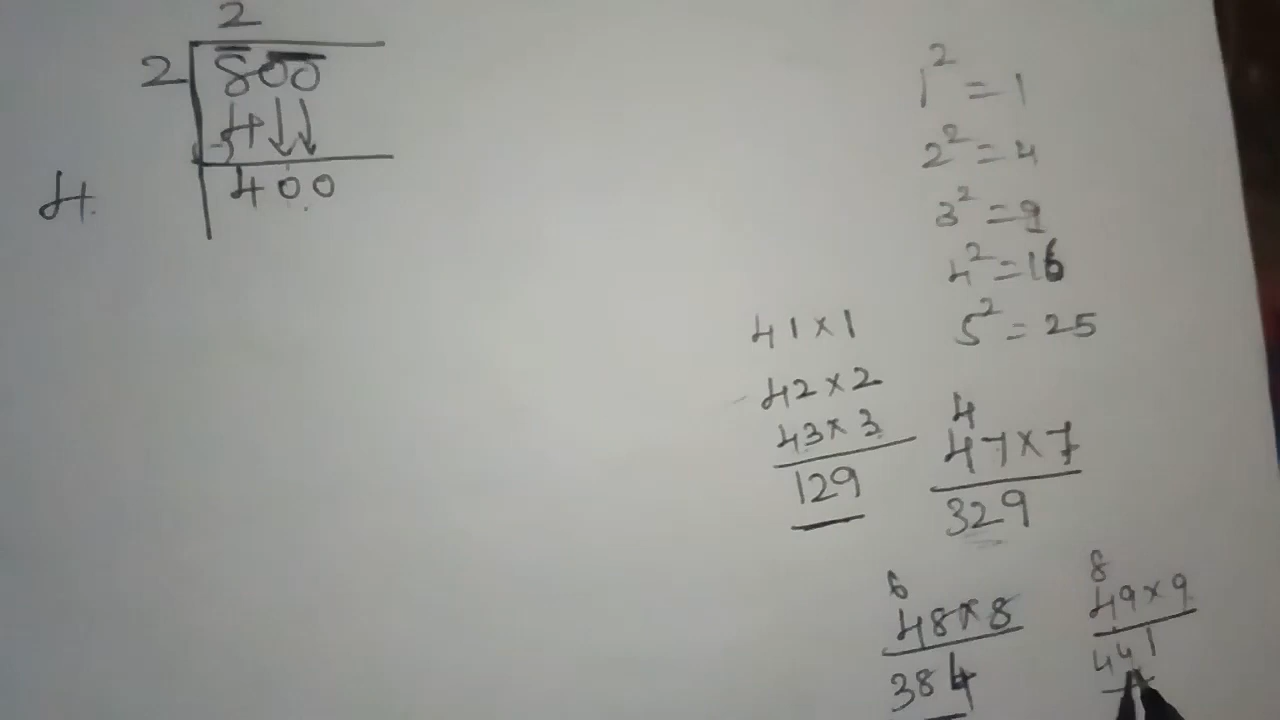 2
2 800
-4
4 400
1² = 1
2² = 4
3² = 9
4² = 16
5² = 25
41 × 1
42 × 2
43 × 3
129
4
47 × 7
329
6
48 × 8
384
8
49 × 9
441